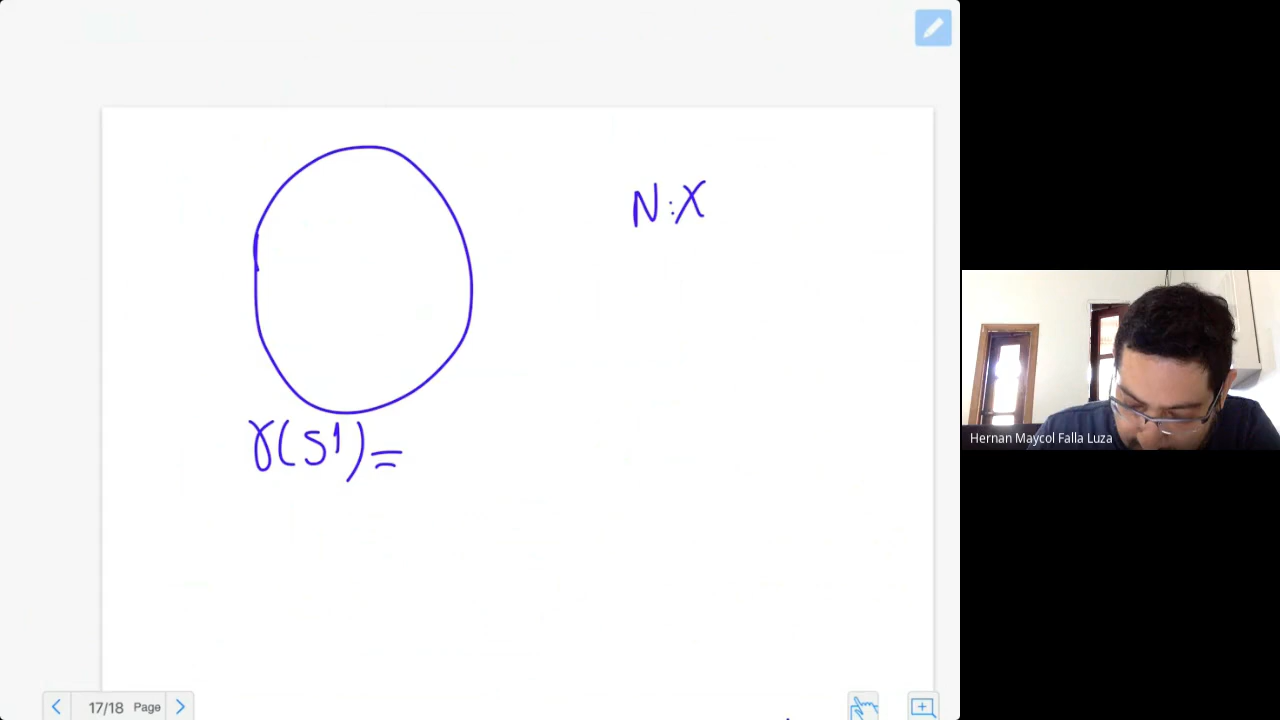 N:X
γ(S¹)=
Hernan Maycol Falla Luza
17/18 Page